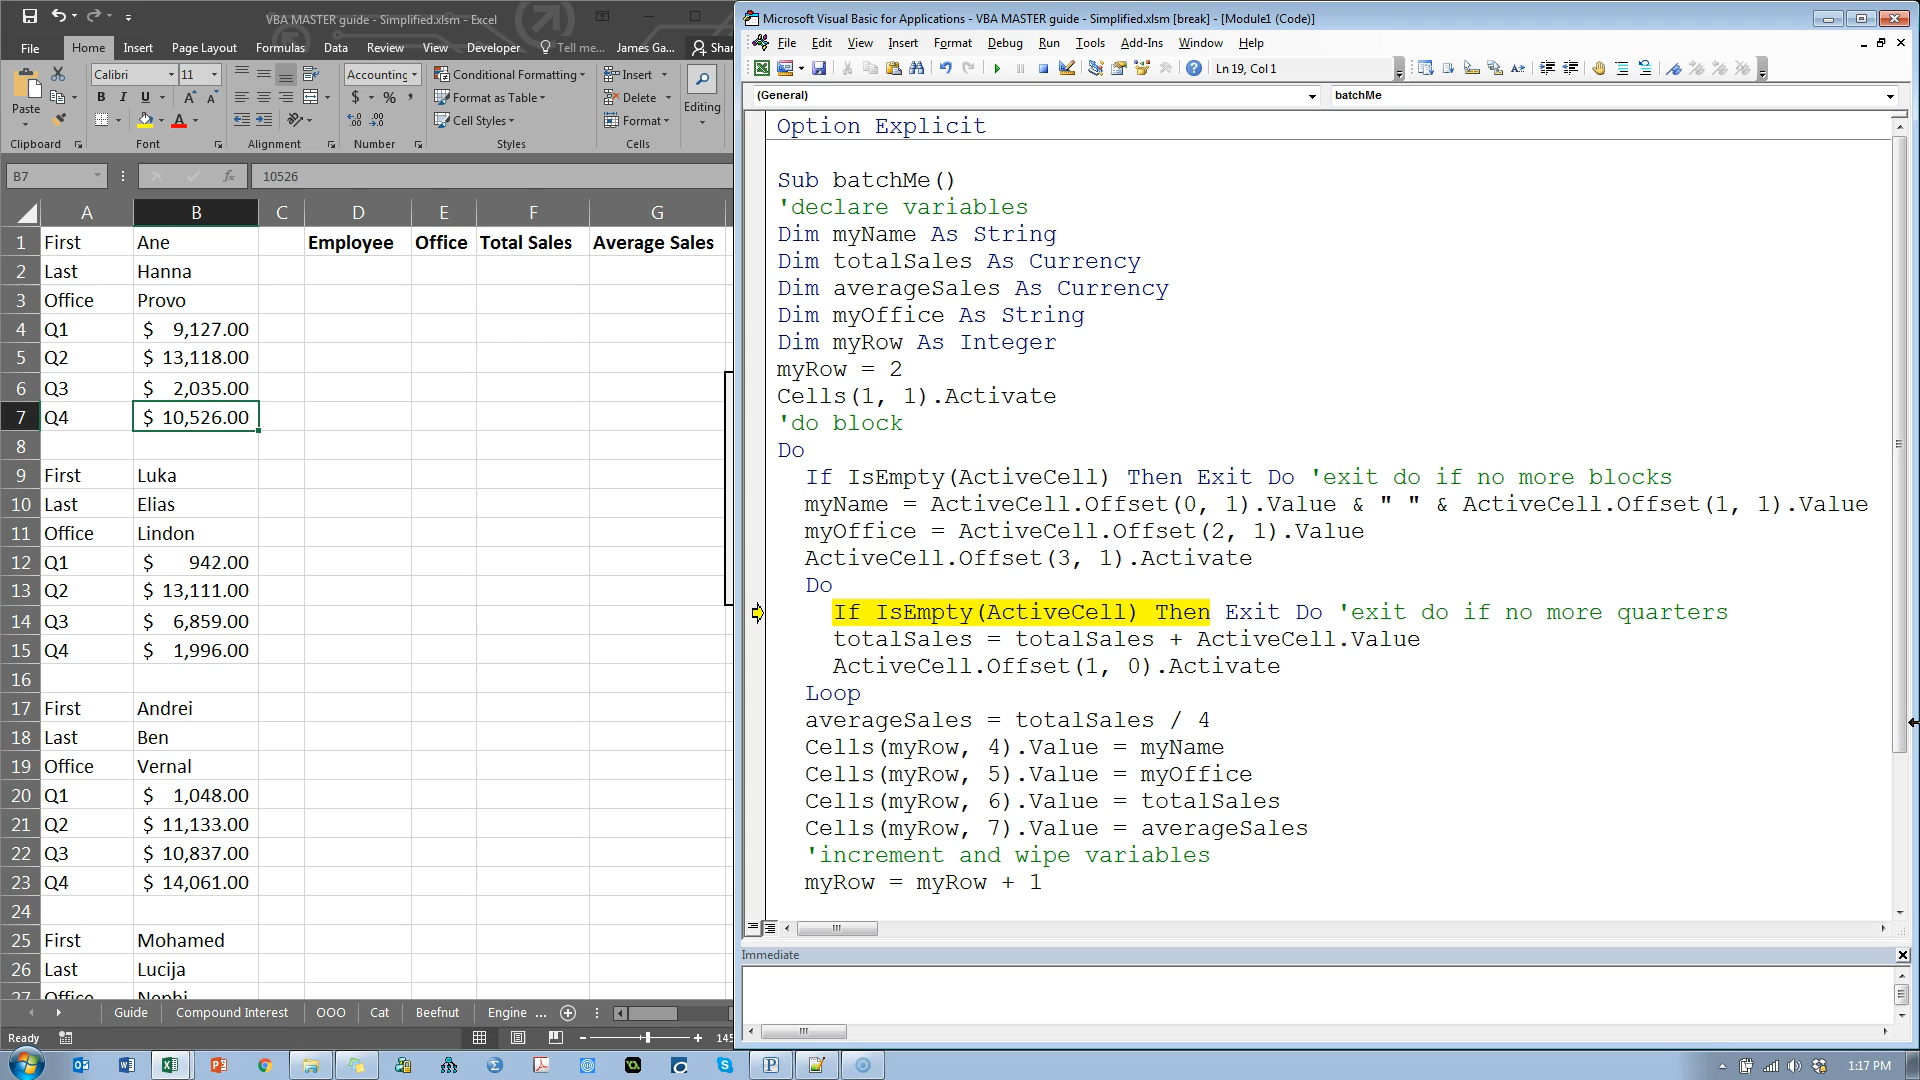 VBA MASTER guide - Simplified.xlsm - Excel
File Home Insert Page Layout Formulas Data Review View Developer Tell me... James Ga... Shar
Calibri 11 Accounting Conditional Formatting Insert
Paste B I U $ % , Format as Table Delete Editing
Cell Styles Format
Clipboard Font Alignment Number Styles Cells
B7 fx 10526
A B C D E F G
1 First Ane Employee Office Total Sales Average Sales
2 Last Hanna
3 Office Provo
4 Q1 $ 9,127.00
5 Q2 $ 13,118.00
6 Q3 $ 2,035.00
7 Q4 $ 10,526.00
8
9 First Luka
10 Last Elias
11 Office Lindon
12 Q1 $ 942.00
13 Q2 $ 13,111.00
14 Q3 $ 6,859.00
15 Q4 $ 1,996.00
16
17 First Andrei
18 Last Ben
19 Office Vernal
20 Q1 $ 1,048.00
21 Q2 $ 11,133.00
22 Q3 $ 10,837.00
23 Q4 $ 14,061.00
24
25 First Mohamed
26 Last Lucija
27 Office Nephi
Guide Compound Interest OOO Cat Beefnut Engine ...
Ready 145
Microsoft Visual Basic for Applications - VBA MASTER guide - Simplified.xlsm [break] - [Module1 (Code)]
File Edit View Insert Format Debug Run Tools Add-Ins Window Help
Ln 19, Col 1
(General) batchMe
Option Explicit
Sub batchMe()
'declare variables
Dim myName As String
Dim totalSales As Currency
Dim averageSales As Currency
Dim myOffice As String
Dim myRow As Integer
myRow = 2
Cells(1, 1).Activate
'do block
Do
If IsEmpty(ActiveCell) Then Exit Do 'exit do if no more blocks
myName = ActiveCell.Offset(0, 1).Value & " " & ActiveCell.Offset(1, 1).Value
myOffice = ActiveCell.Offset(2, 1).Value
ActiveCell.Offset(3, 1).Activate
Do
If IsEmpty(ActiveCell) Then Exit Do 'exit do if no more quarters
totalSales = totalSales + ActiveCell.Value
ActiveCell.Offset(1, 0).Activate
Loop
averageSales = totalSales / 4
Cells(myRow, 4).Value = myName
Cells(myRow, 5).Value = myOffice
Cells(myRow, 6).Value = totalSales
Cells(myRow, 7).Value = averageSales
'increment and wipe variables
myRow = myRow + 1
Immediate
1:17 PM